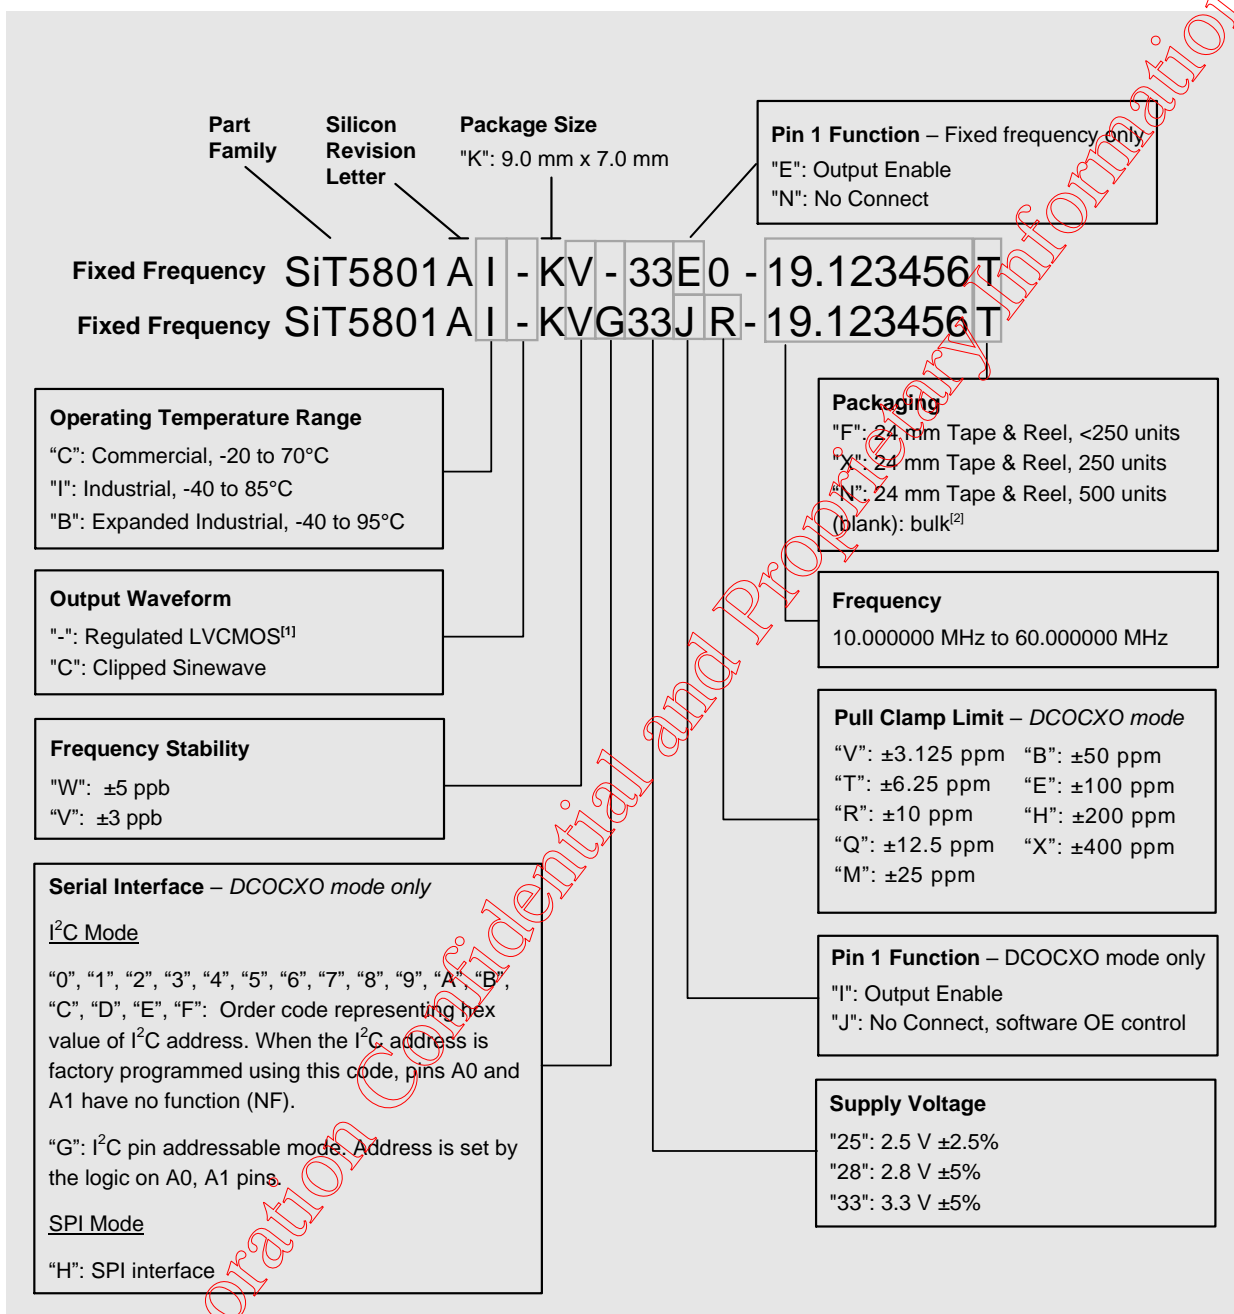 Part
Family
Silicon
Revision
Letter
Package Size
"K": 9.0 mm x 7.0 mm
Pin 1 Function – Fixed frequency only
"E": Output Enable
"N": No Connect
Fixed Frequency SiT5801AI-KV-33E0-19.123456T
Fixed Frequency SiT5801AI-KVG33JR-19.123456T
Operating Temperature Range
“C”: Commercial, -20 to 70°C
"I": Industrial, -40 to 85°C
"B": Expanded Industrial, -40 to 95°C
Output Waveform
"-": Regulated LVCMOS[1]
"C": Clipped Sinewave
Frequency Stability
"W": ±5 ppb
“V”: ±3 ppb
Serial Interface – DCOCXO mode only
I²C Mode
“0”, “1”, “2”, “3”, “4”, “5”, “6”, “7”, “8”, “9”, “A”, “B”,
“C”, “D”, “E”, “F”: Order code representing hex
value of I²C address. When the I²C address is
factory programmed using this code, pins A0 and
A1 have no function (NF).
“G”: I²C pin addressable mode. Address is set by
the logic on A0, A1 pins.
SPI Mode
“H”: SPI interface
Packaging
"F": 24 mm Tape & Reel, <250 units
"X": 24 mm Tape & Reel, 250 units
“N”: 24 mm Tape & Reel, 500 units
(blank): bulk[2]
Frequency
10.000000 MHz to 60.000000 MHz
Pull Clamp Limit – DCOCXO mode
“V”: ±3.125 ppm “B”: ±50 ppm
“T”: ±6.25 ppm “E”: ±100 ppm
“R”: ±10 ppm “H”: ±200 ppm
“Q”: ±12.5 ppm “X”: ±400 ppm
“M”: ±25 ppm
Pin 1 Function – DCOCXO mode only
"I": Output Enable
"J": No Connect, software OE control
Supply Voltage
"25": 2.5 V ±2.5%
"28": 2.8 V ±5%
"33": 3.3 V ±5%
oration Confidential and Proprietary Information